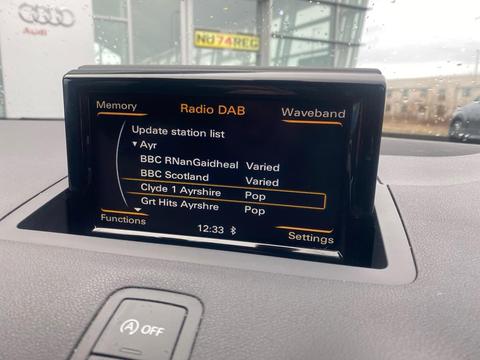 Audi
NU74REG
Memory
Radio DAB
Waveband
Update station list
Ayr
BBC RNanGaidheal Varied
BBC Scotland Varied
Clyde 1 Ayrshire Pop
Grt Hits Ayrshre Pop
Functions
12:33
Settings
A OFF